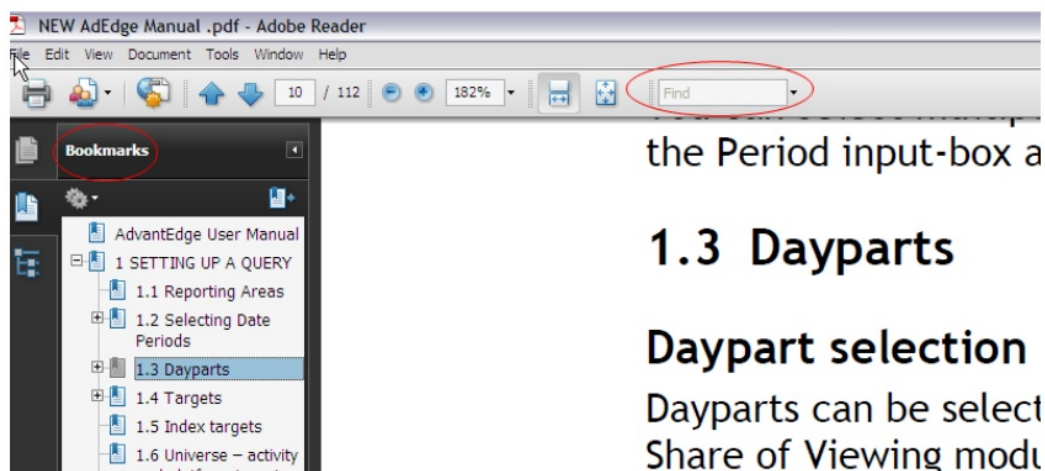 NEW AdEdge Manual .pdf - Adobe Reader
File Edit View Document Tools Window Help
10 / 112 182% Find
Bookmarks
the Period input-box a
AdvantEdge User Manual
1 SETTING UP A QUERY
1.1 Reporting Areas
1.2 Selecting Date
Periods
1.3 Dayparts
1.4 Targets
1.5 Index targets
1.6 Universe – activity
1.3 Dayparts
Daypart selection
Dayparts can be select
Share of Viewing modu